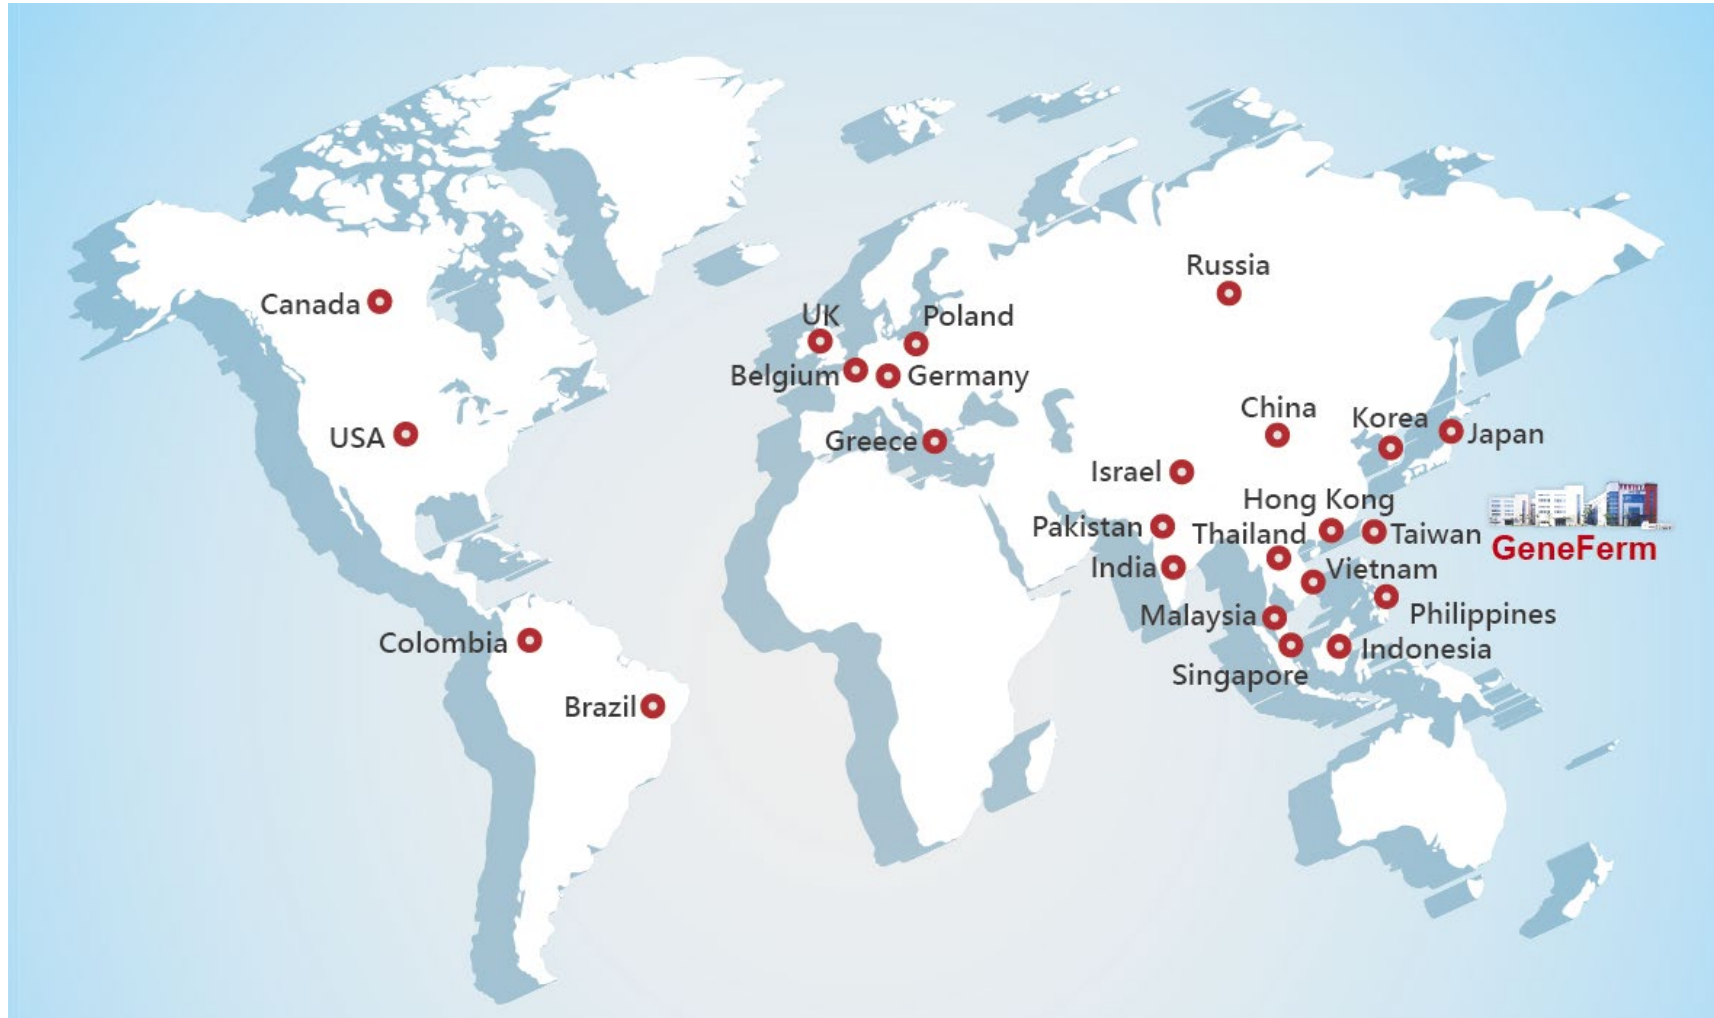 Russia
Canada
UK
Poland
Belgium
Germany
China
Korea
Japan
USA
Greece
Israel
Hong Kong
Pakistan
Thailand
Taiwan
GeneFerm
India
Vietnam
Malaysia
Philippines
Colombia
Indonesia
Singapore
Brazil